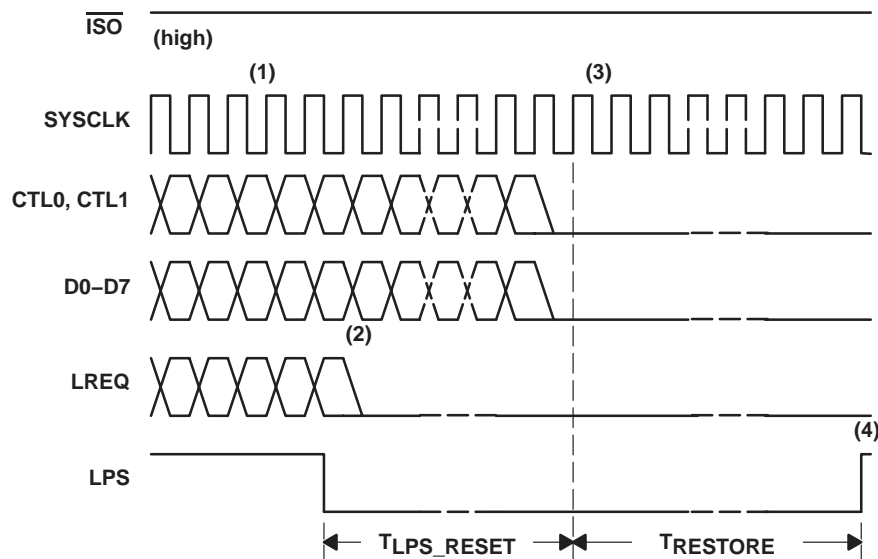 ISO
(high)
(1)
(3)
SYSCLK
CTL0, CTL1
D0–D7
(2)
LREQ
(4)
LPS
TLPS_RESET
TRESTORE